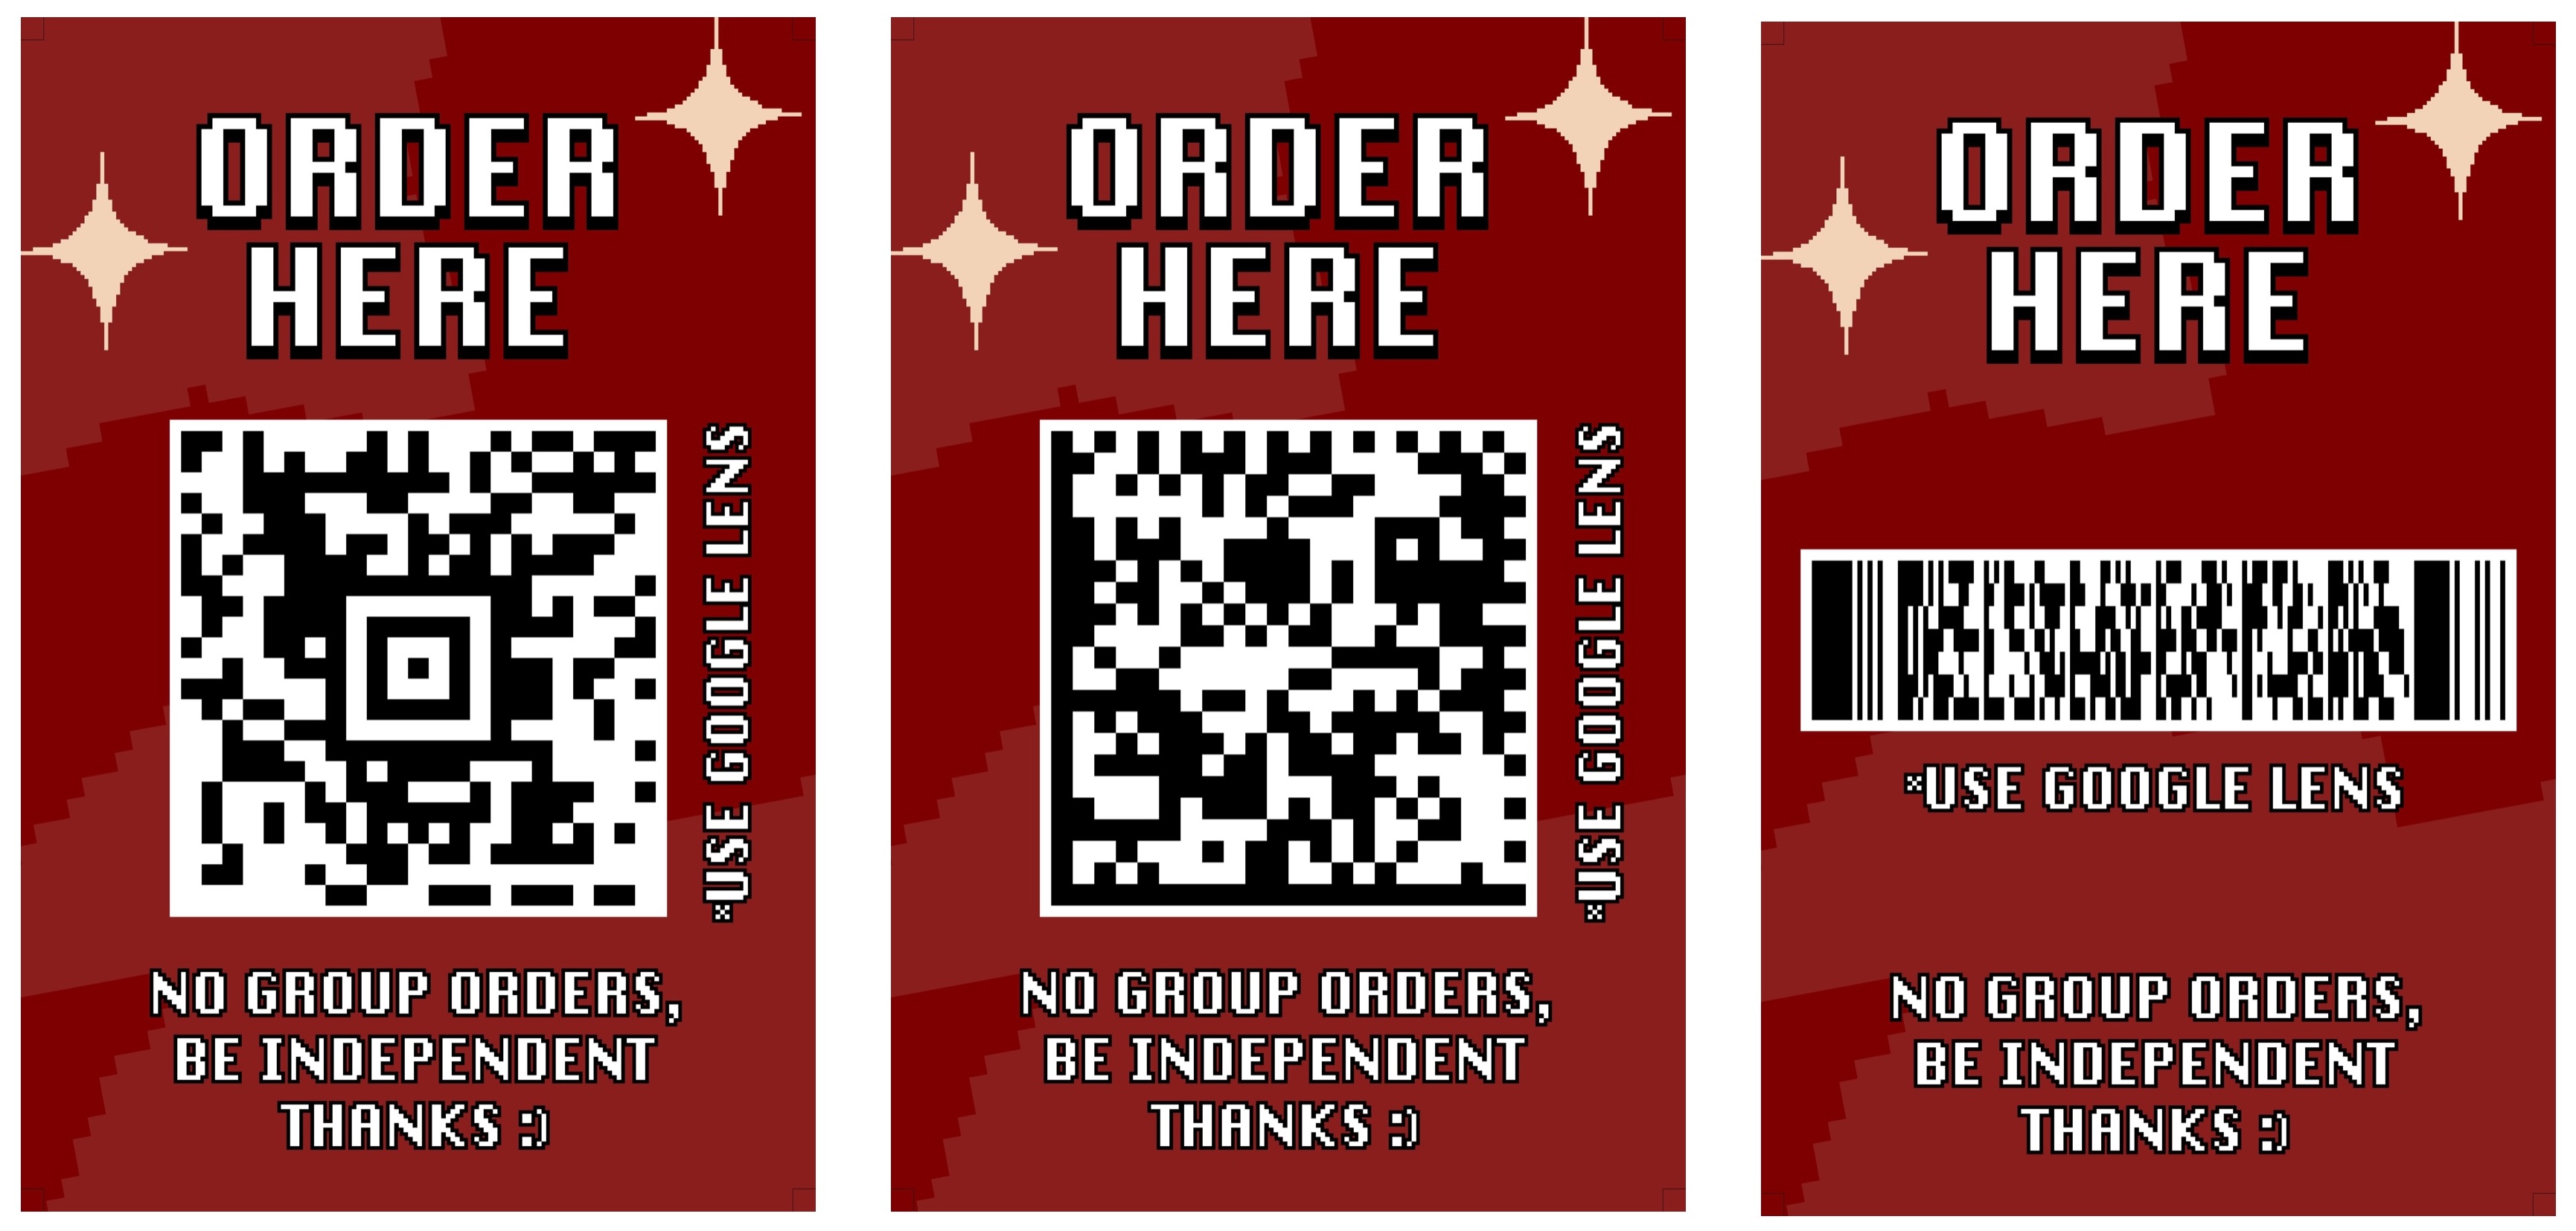 ORDER
HERE
*USE GOOGLE LENS
NO GROUP ORDERS,
BE INDEPENDENT
THANKS :)
ORDER
HERE
*USE GOOGLE LENS
NO GROUP ORDERS,
BE INDEPENDENT
THANKS :)
ORDER
HERE
*USE GOOGLE LENS
NO GROUP ORDERS,
BE INDEPENDENT
THANKS :)